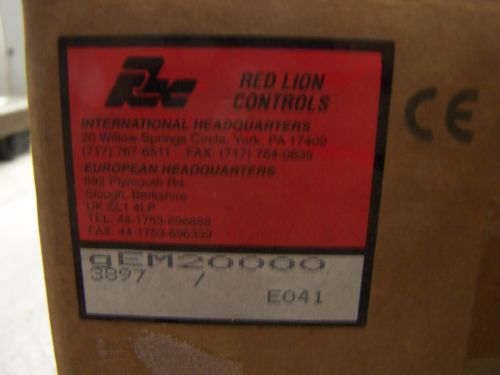 RED LION
CONTROLS
CE
INTERNATIONAL HEADQUARTERS
20 Willow Springs Circle, York, PA 17402
(717) 767-6511 FAX: (717) 764-0839
EUROPEAN HEADQUARTERS
892 Plymouth Rd.
Slough, Berkshire
UK SL1 4LP
TEL. 44-1753-696888
FAX. 44-1753-696339
gEM20000
3897 /
E041